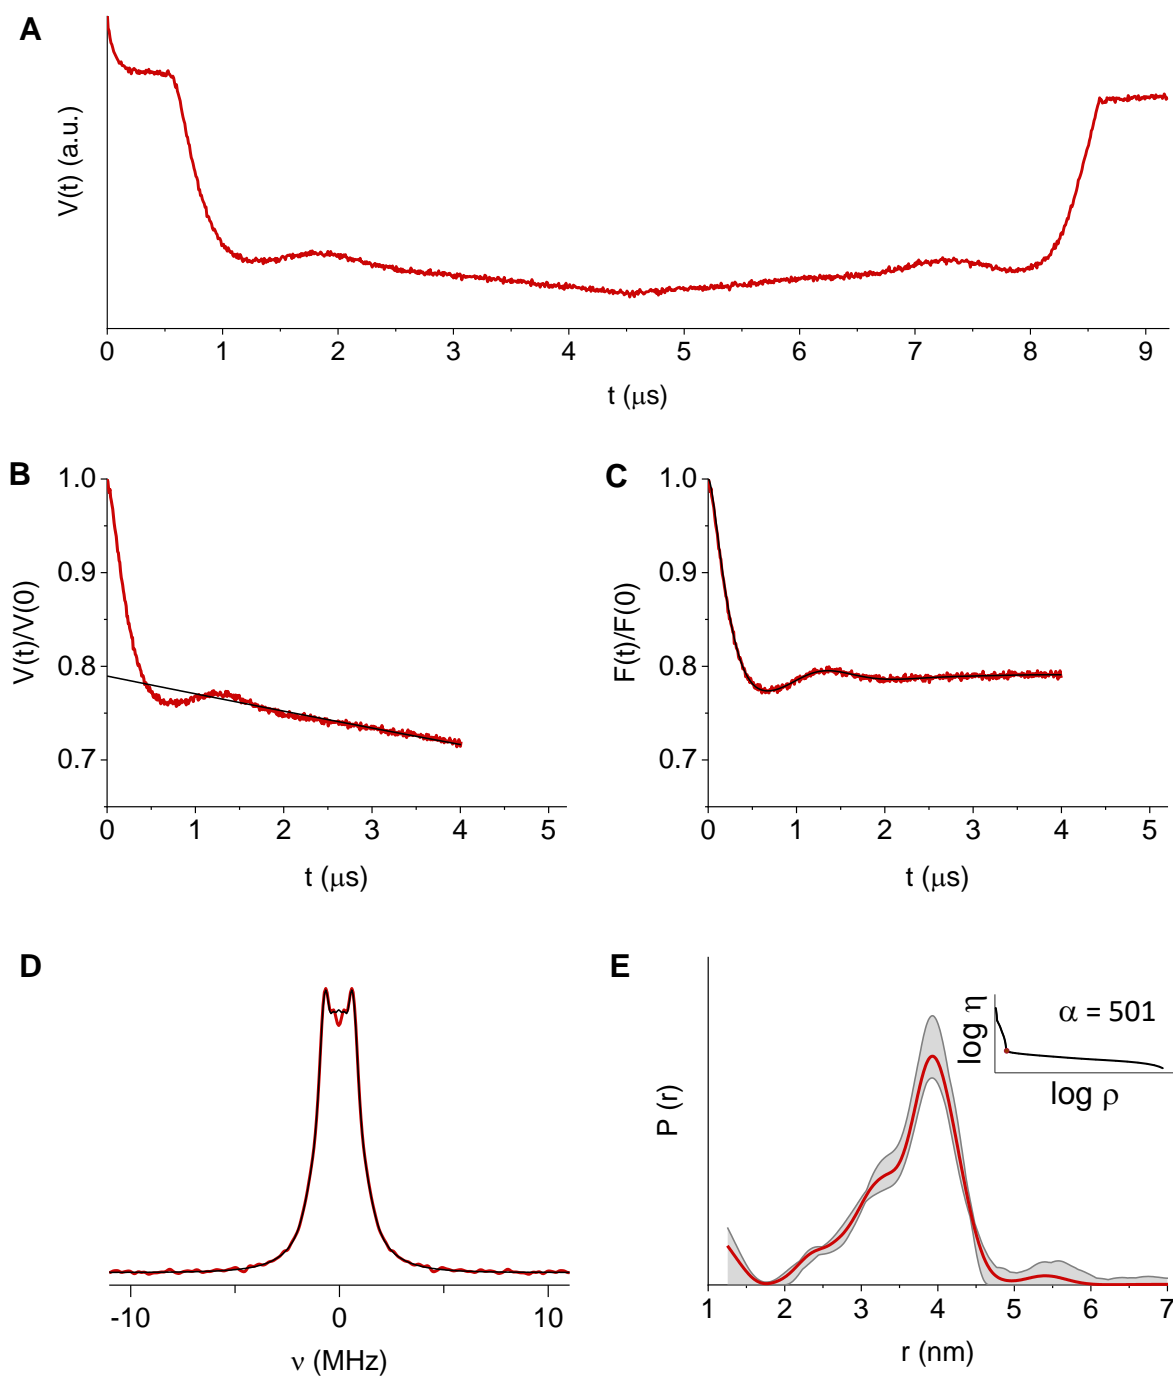 A
V(t) (a.u.)
0 1 2 3 4 5 6 7 8 9
t (μs)
B
V(t)/V(0)
1.0
0.9
0.8
0.7
0 1 2 3 4 5
t (μs)
C
F(t)/F(0)
1.0
0.9
0.8
0.7
0 1 2 3 4 5
t (μs)
D
-10 0 10
ν (MHz)
E
P (r)
log η
α = 501
log ρ
1 2 3 4 5 6 7
r (nm)